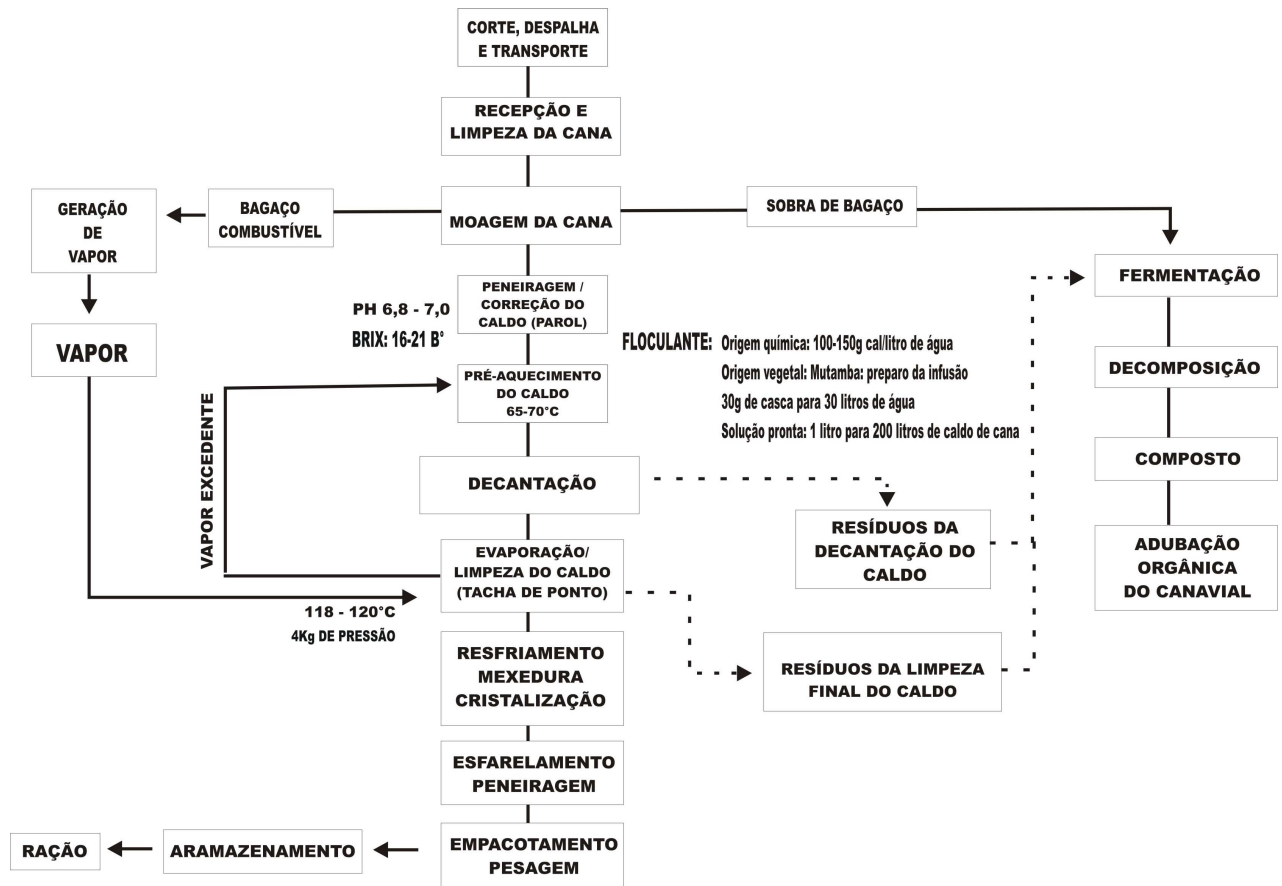 CORTE, DESPALHA
E TRANSPORTE
RECEPÇÃO E
LIMPEZA DA CANA
MOAGEM DA CANA
BAGAÇO
COMBUSTÍVEL
GERAÇÃO
DE
VAPOR
VAPOR
SOBRA DE BAGAÇO
FERMENTAÇÃO
DECOMPOSIÇÃO
COMPOSTO
ADUBAÇÃO
ORGÂNICA
DO CANAVIAL
PENEIRAGEM /
CORREÇÃO DO
CALDO (PAROL)
PH 6,8 - 7,0
BRIX: 16-21 B°
FLOCULANTE: Origem química: 100-150g cal/litro de água
Origem vegetal: Mutamba: preparo da infusão
30g de casca para 30 litros de água
Solução pronta: 1 litro para 200 litros de caldo de cana
PRÉ-AQUECIMENTO
DO CALDO
65-70°C
VAPOR EXCEDENTE
DECANTAÇÃO
RESÍDUOS DA
DECANTAÇÃO DO
CALDO
EVAPORAÇÃO/
LIMPEZA DO CALDO
(TACHA DE PONTO)
118 - 120°C
4Kg DE PRESSÃO
RESÍDUOS DA LIMPEZA
FINAL DO CALDO
RESFRIAMENTO
MEXEDURA
CRISTALIZAÇÃO
ESFARELAMENTO
PENEIRAGEM
EMPACOTAMENTO
PESAGEM
ARAMAZENAMENTO
RAÇÃO